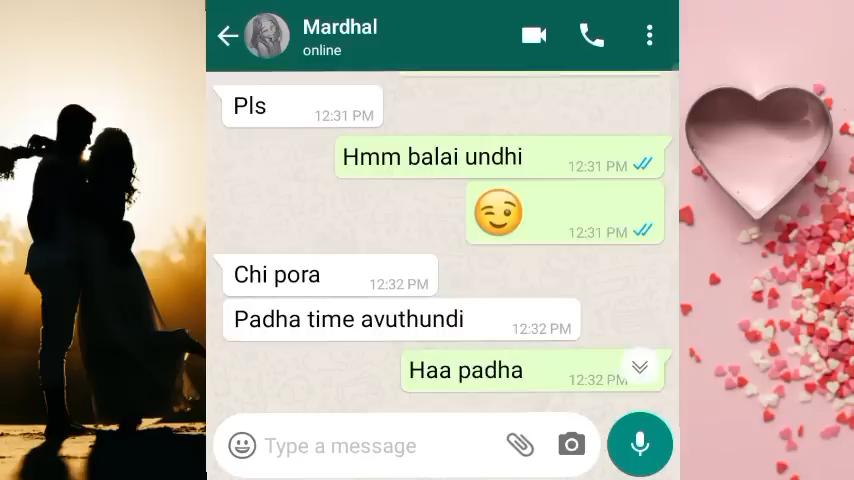 Mardhal
online
Pls
12:31 PM
Hmm balai undhi
12:31 PM
12:31 PM
Chi pora
12:32 PM
Padha time avuthundi
12:32 PM
Haa padha
12:32 PM
Type a message